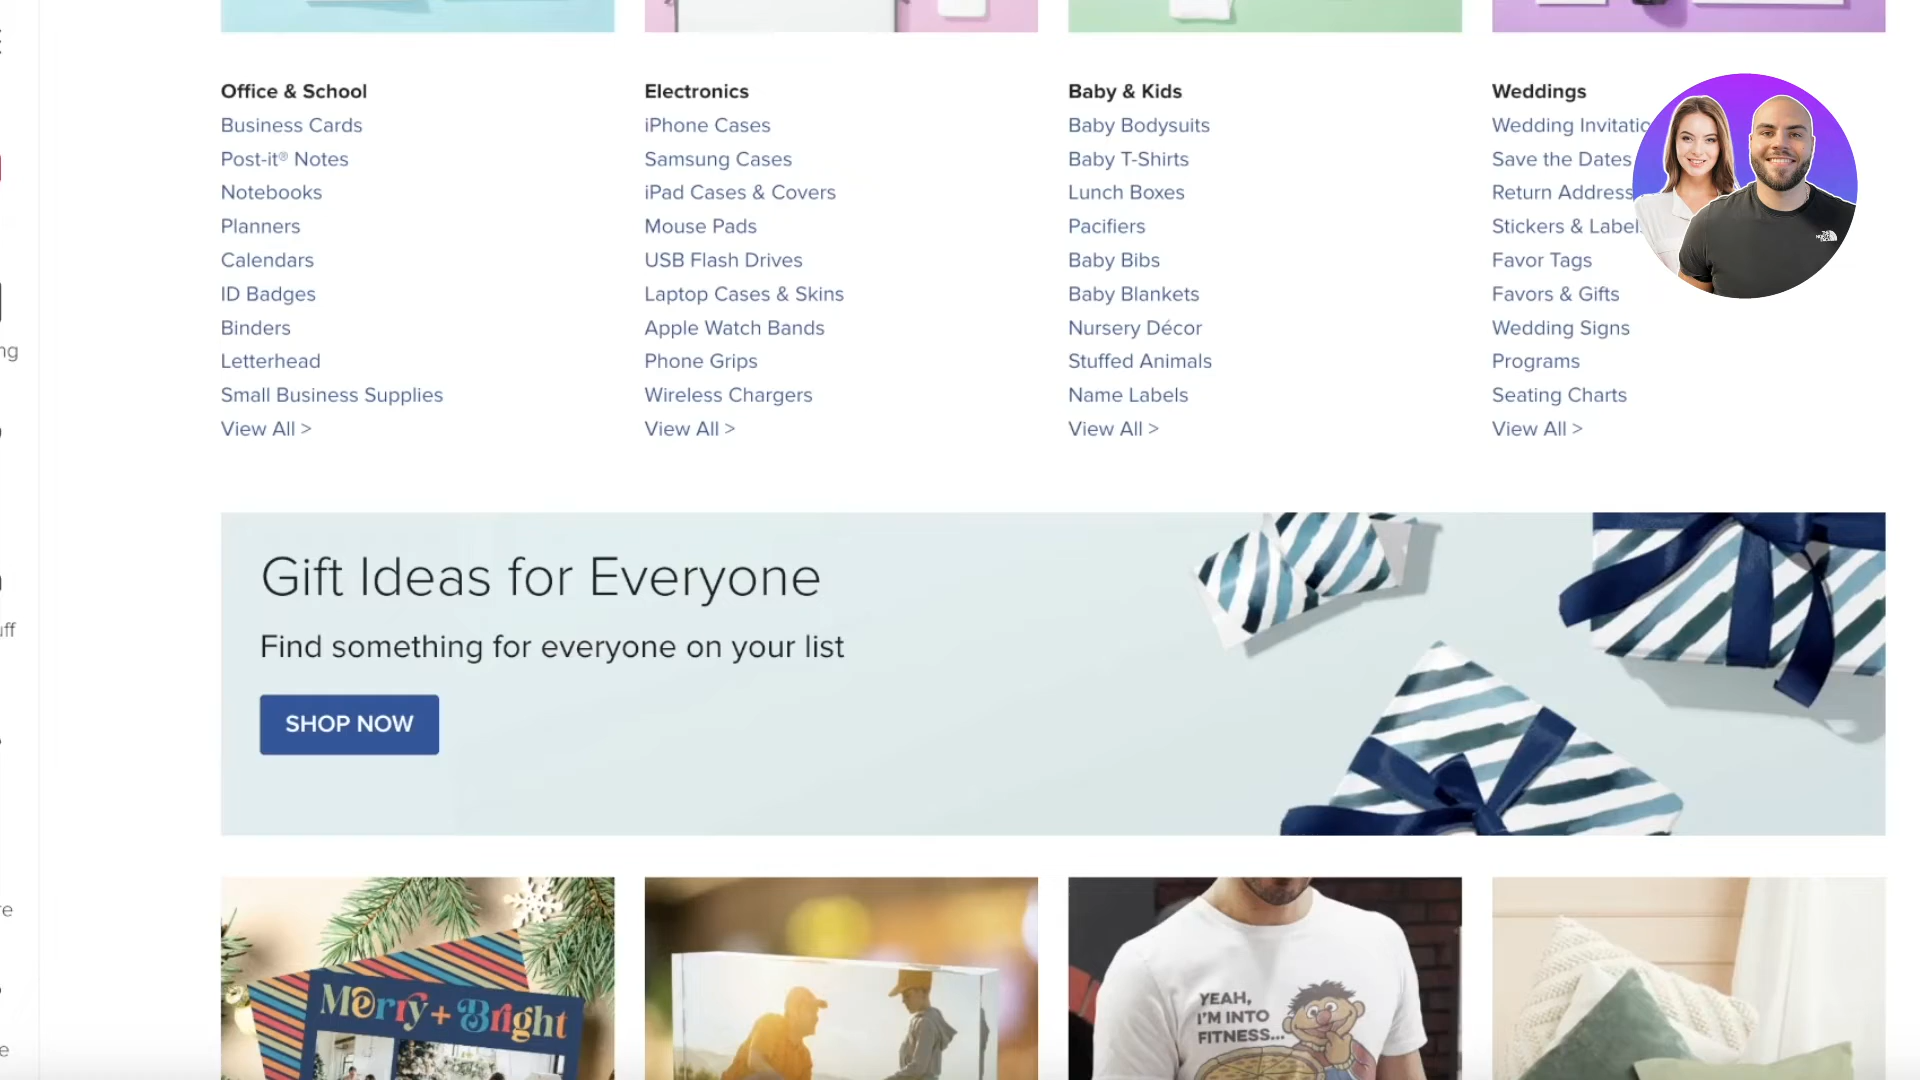 Office & School
Business Cards
Post-it® Notes
Notebooks
Planners
Calendars
ID Badges
Binders
Letterhead
Small Business Supplies
View All >
Electronics
iPhone Cases
Samsung Cases
iPad Cases & Covers
Mouse Pads
USB Flash Drives
Laptop Cases & Skins
Apple Watch Bands
Phone Grips
Wireless Chargers
View All >
Baby & Kids
Baby Bodysuits
Baby T-Shirts
Lunch Boxes
Pacifiers
Baby Bibs
Baby Blankets
Nursery Décor
Stuffed Animals
Name Labels
View All >
Weddings
Wedding Invitatio
Save the Dates
Return Address
Stickers & Label
Favor Tags
Favors & Gifts
Wedding Signs
Programs
Seating Charts
View All >
THE NORTH FACE
Gift Ideas for Everyone
Find something for everyone on your list
SHOP NOW
Merry + Bright
YEAH,
I'M INTO
FITNESS...